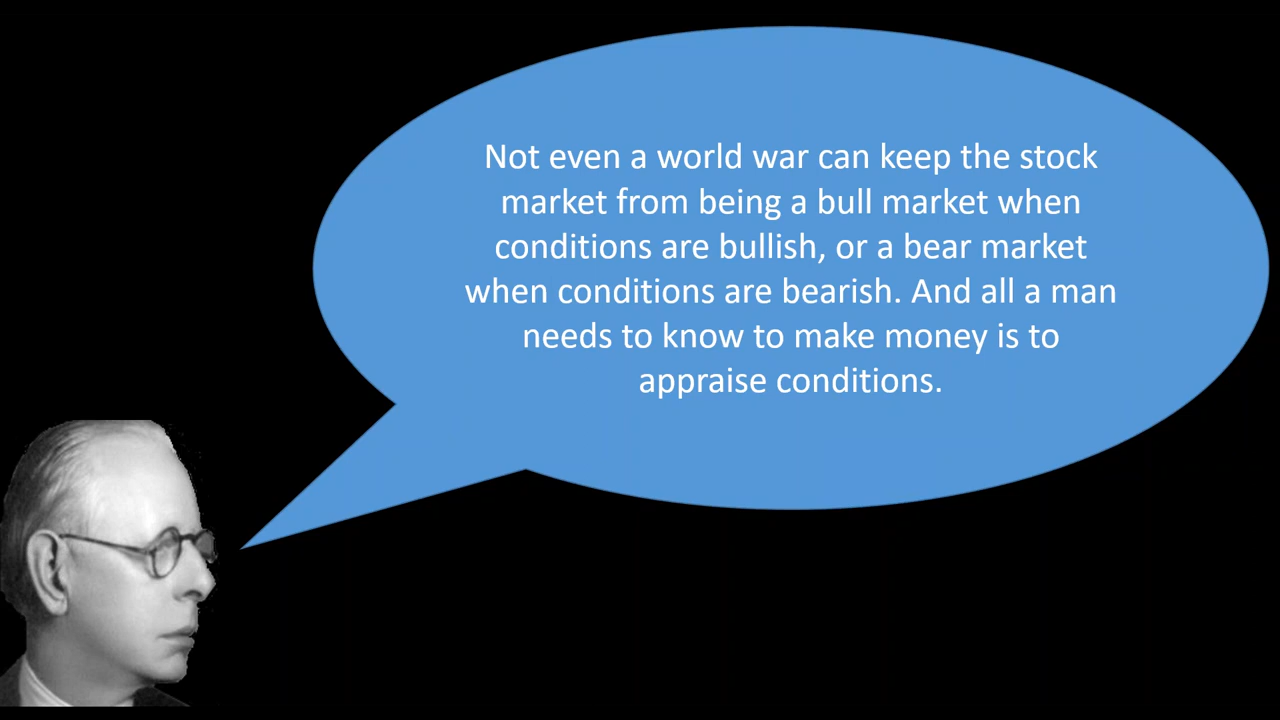 Not even a world war can keep the stock
market from being a bull market when
conditions are bullish, or a bear market
when conditions are bearish. And all a man
needs to know to make money is to
appraise conditions.